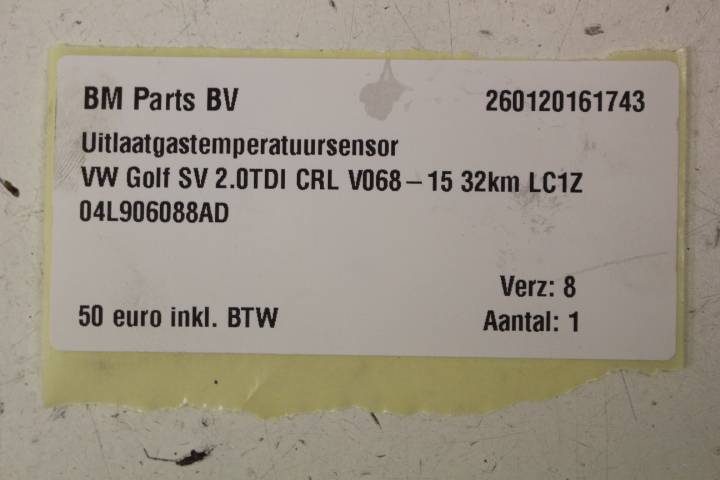 BM Parts BV 260120161743
Uitlaatgastemperatuursensor
VW Golf SV 2.0TDI CRL V068 – 15 32km LC1Z
04L906088AD
Verz: 8
50 euro inkl. BTW Aantal: 1